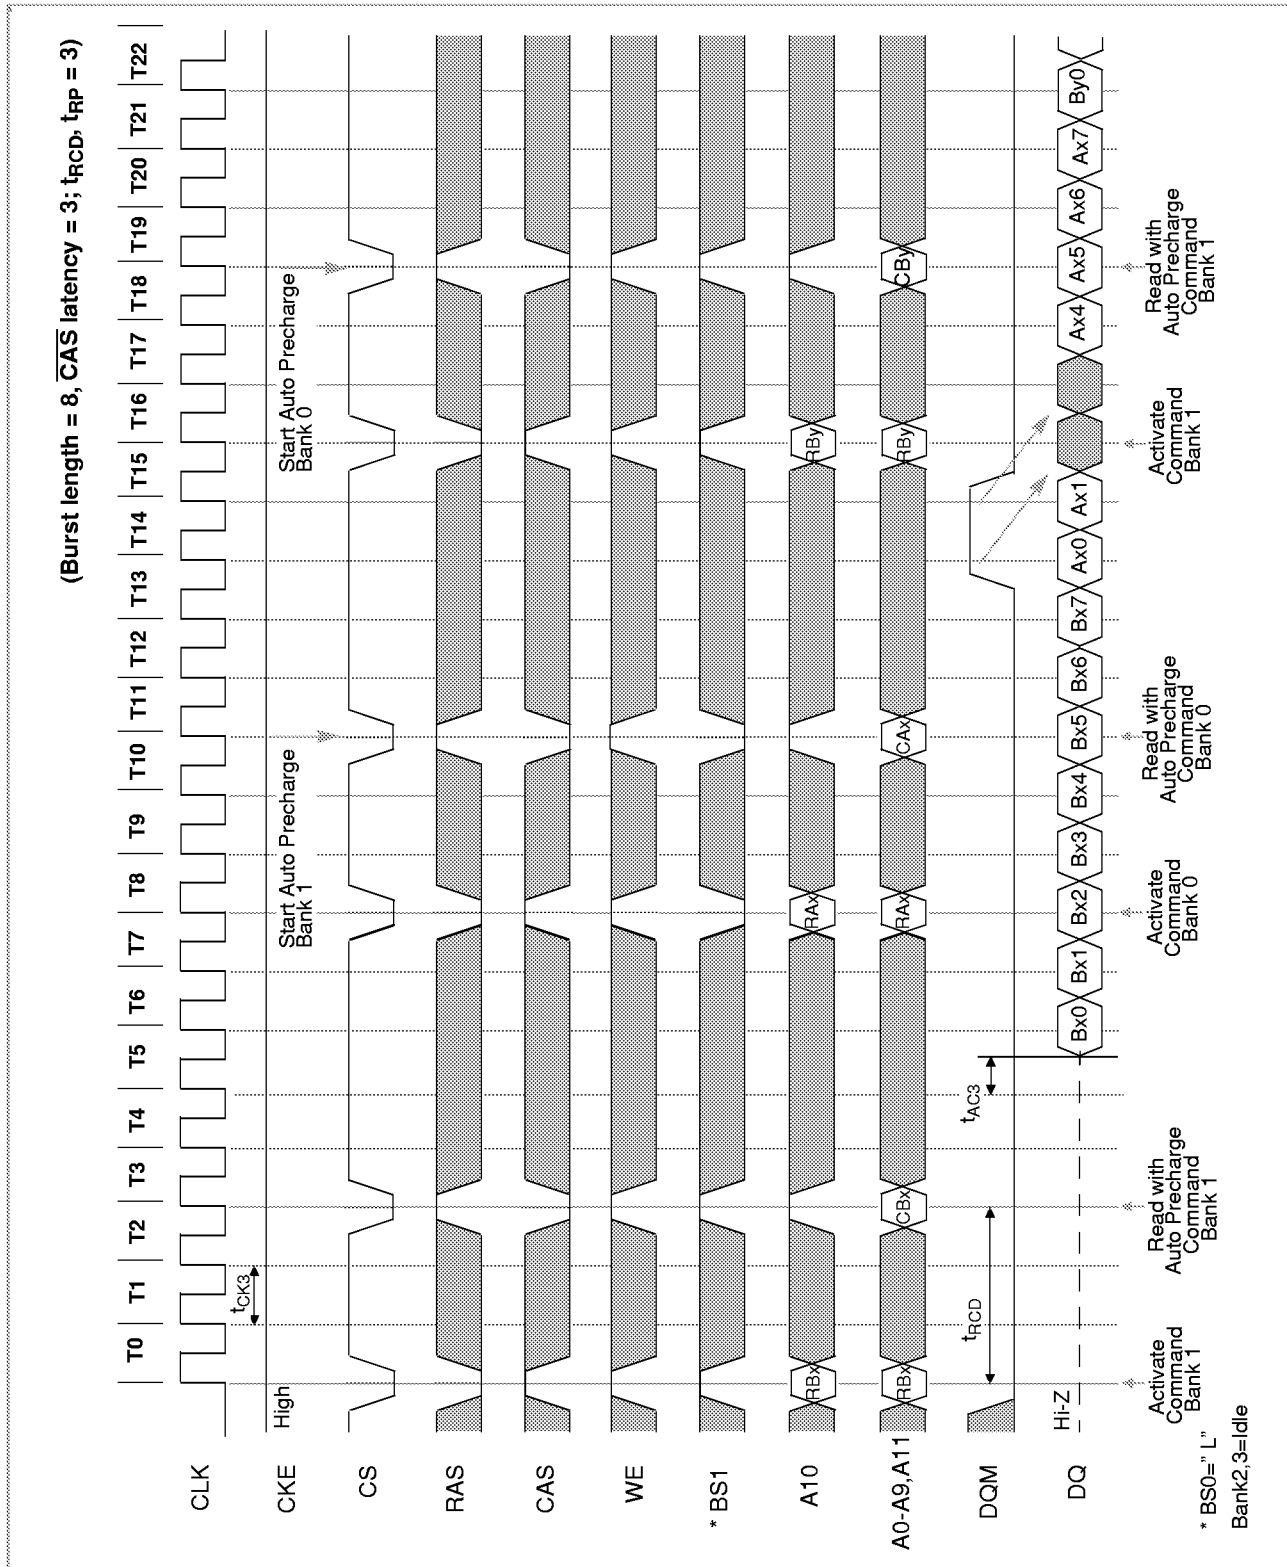 (Burst length = 8, CAS latency = 3; tRCD, tRP = 3)
T0 T1 T2 T3 T4 T5 T6 T7 T8 T9 T10 T11 T12 T13 T14 T15 T16 T17 T18 T19 T20 T21 T22
CLK
tCK3
CKE
High
Start Auto Precharge
Bank 1
Start Auto Precharge
Bank 0
CS
RAS
CAS
WE
* BS1
A10
RBx RAx RBy
A0-A9,A11
RBx CBx RAx CAx RBy CBy
DQM
tRCD
tAC3
DQ
Hi-Z
Bx0 Bx1 Bx2 Bx3 Bx4 Bx5 Bx6 Bx7 Ax0 Ax1 Ax4 Ax5 Ax6 Ax7 By0
Activate
Command
Bank 1
Read with
Auto Precharge
Command
Bank 1
Activate
Command
Bank 0
Read with
Auto Precharge
Command
Bank 0
Activate
Command
Bank 1
Read with
Auto Precharge
Command
Bank 1
* BS0=" L"
Bank2,3=Idle